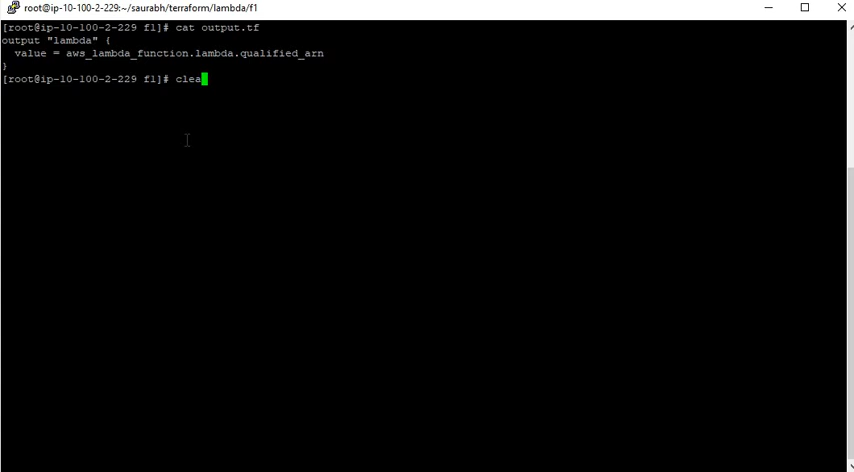 root@ip-10-100-2-229:~/saurabh/terraform/lambda/f1
[root@ip-10-100-2-229 f1]# cat output.tf
output "lambda" {
  value = aws_lambda_function.lambda.qualified_arn
}
[root@ip-10-100-2-229 f1]# clea